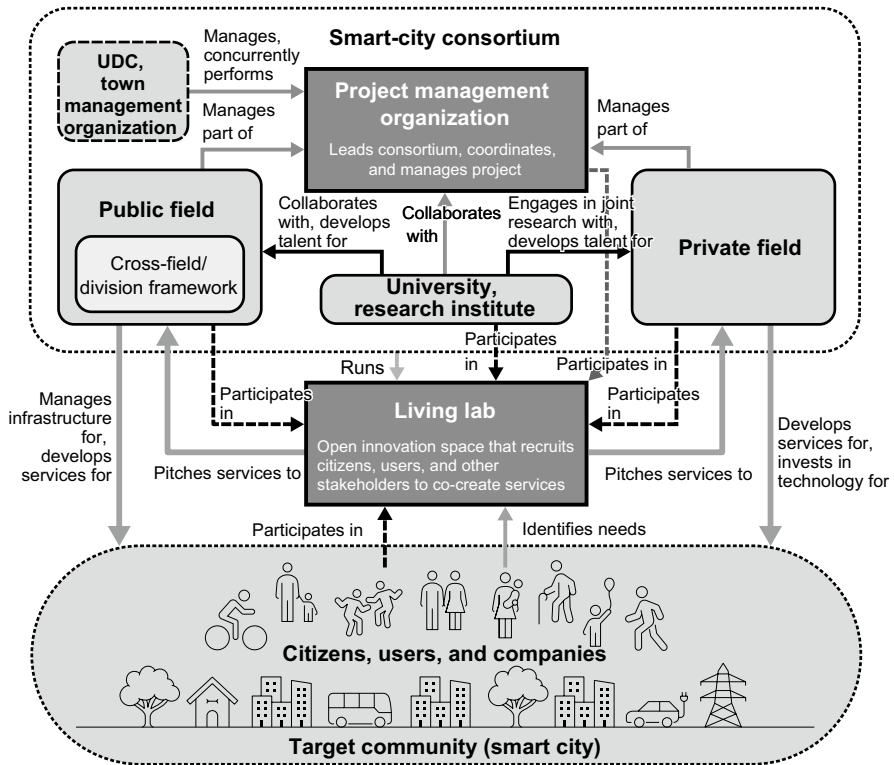 Smart-city consortium
UDC,
town
management
organization
Manages,
concurrently
performs
Project management
organization
Leads consortium, coordinates,
and manages project
Manages
part of
Manages
part of
Public field
Cross-field/
division framework
Collaborates
with, develops
talent for
Collaborates
with
Engages in joint
research with,
develops talent for
Private field
University,
research institute
Participates
in
Runs
Participates in
Participates
in
Participates
in
Manages
infrastructure
for,
develops
services for
Living lab
Open innovation space that recruits
citizens, users, and other
stakeholders to co-create services
Develops
services for,
invests in
technology for
Pitches services to
Pitches services to
Participates in
Identifies needs
Citizens, users, and companies
Target community (smart city)